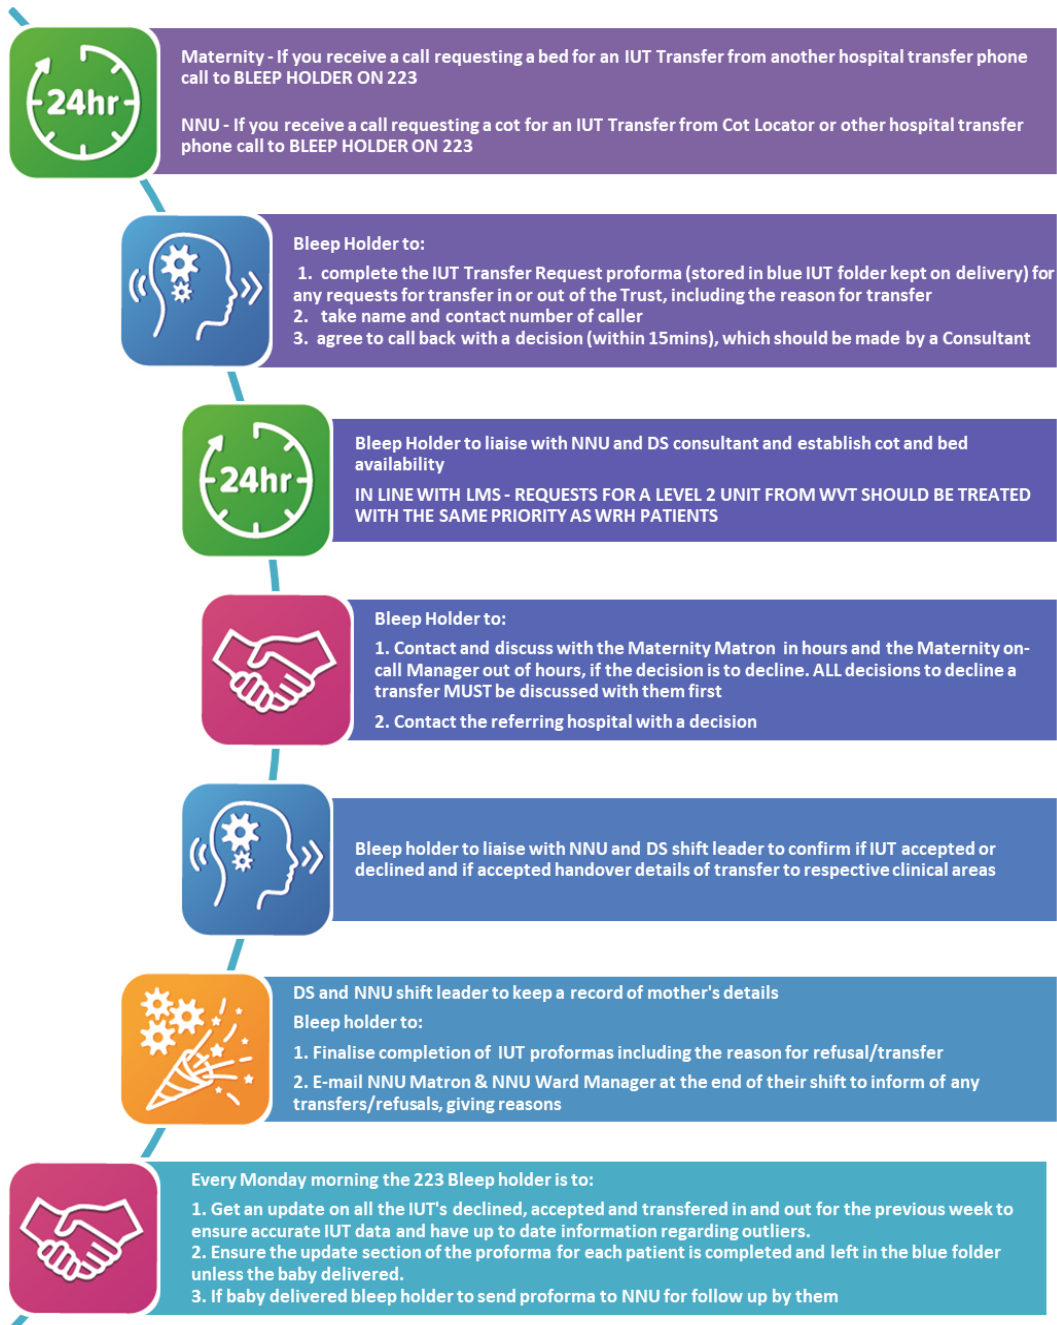 24hr
Maternity - If you receive a call requesting a bed for an IUT Transfer from another hospital transfer phone
call to BLEEP HOLDER ON 223
NNU - If you receive a call requesting a cot for an IUT Transfer from Cot Locator or other hospital transfer
phone call to BLEEP HOLDER ON 223
Bleep Holder to:
1. complete the IUT Transfer Request proforma (stored in blue IUT folder kept on delivery) for
any requests for transfer in or out of the Trust, including the reason for transfer
2. take name and contact number of caller
3. agree to call back with a decision (within 15mins), which should be made by a Consultant
24hr
Bleep Holder to liaise with NNU and DS consultant and establish cot and bed
availability
IN LINE WITH LMS - REQUESTS FOR A LEVEL 2 UNIT FROM WVT SHOULD BE TREATED
WITH THE SAME PRIORITY AS WRH PATIENTS
Bleep Holder to:
1. Contact and discuss with the Maternity Matron in hours and the Maternity on-
call Manager out of hours, if the decision is to decline. ALL decisions to decline a
transfer MUST be discussed with them first
2. Contact the referring hospital with a decision
Bleep holder to liaise with NNU and DS shift leader to confirm if IUT accepted or
declined and if accepted handover details of transfer to respective clinical areas
DS and NNU shift leader to keep a record of mother's details
Bleep holder to:
1. Finalise completion of IUT proformas including the reason for refusal/transfer
2. E-mail NNU Matron & NNU Ward Manager at the end of their shift to inform of any
transfers/refusals, giving reasons
Every Monday morning the 223 Bleep holder is to:
1. Get an update on all the IUT's declined, accepted and transfered in and out for the previous week to
ensure accurate IUT data and have up to date information regarding outliers.
2. Ensure the update section of the proforma for each patient is completed and left in the blue folder
unless the baby delivered.
3. If baby delivered bleep holder to send proforma to NNU for follow up by them